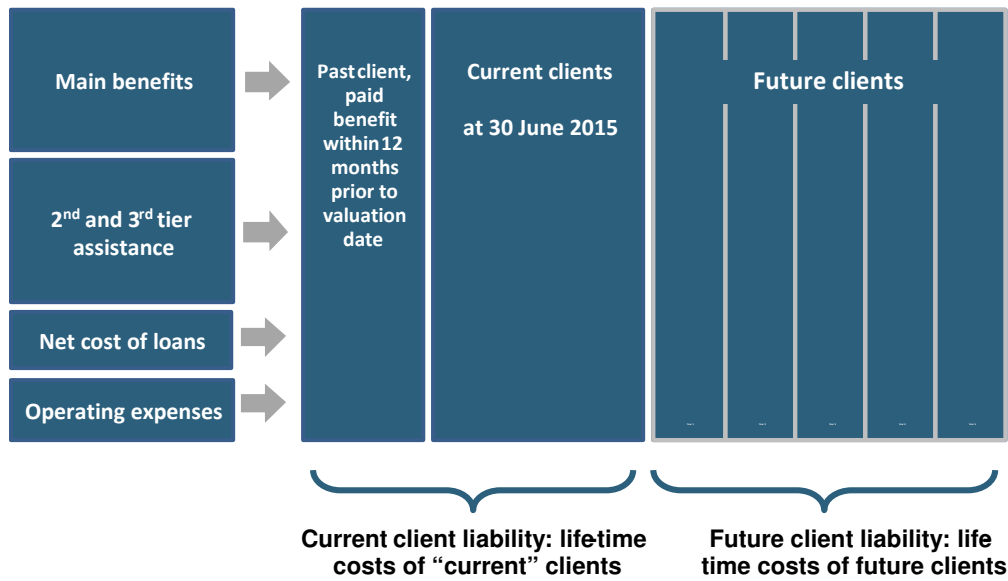 Main benefits
2nd and 3rd tier
assistance
Net cost of loans
Operating expenses
Past client,
paid
benefit
within 12
months
prior to
valuation
date
Current clients
at 30 June 2015
Future clients
Current client liability: life-time
costs of “current” clients
Future client liability: life
time costs of future clients